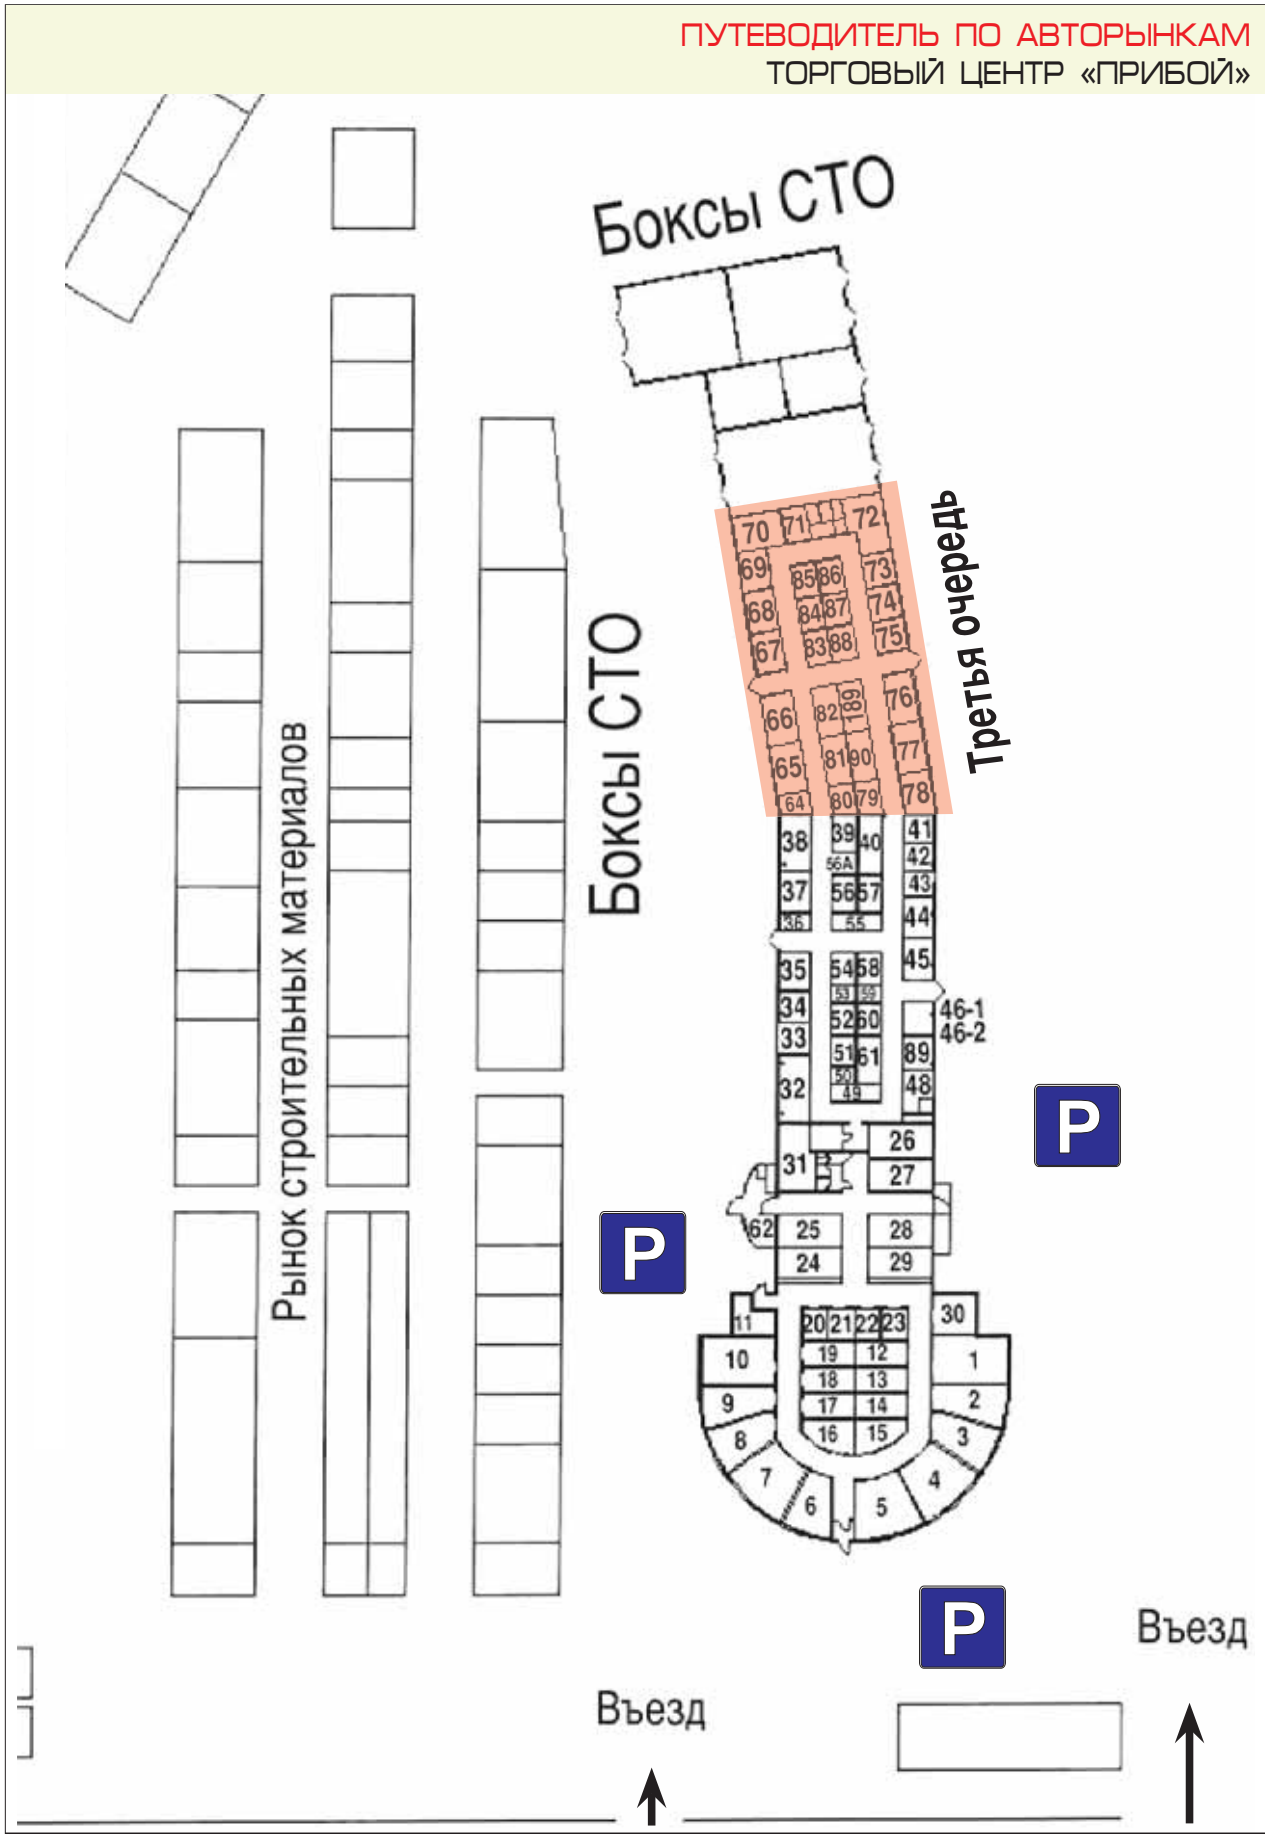 ПУТЕВОДИТЕЛЬ ПО АВТОРЫНКАМ
ТОРГОВЫЙ ЦЕНТР «ПРИБОЙ»
Боксы СТО
Третья очередь
70 71 72
69 85 86 73
68 84 87 74
67 83 88 75
66 82 189 76
65 81 90 77
64 80 79 78
38 39 40 41
56А 42
37 56 57 43
36 55 44
35 54 58 45
53 59
34 52 60 46-1
46-2
33 51 61 89
32 50 48
49
26
31 27
62 25 28
24 29
11 20 21 22 23 30
10 19 12 1
18 13
9 17 14 2
8 16 15 3
7 4
6 5
Боксы СТО
Рынок строительных материалов
P
P
P
Въезд
Въезд